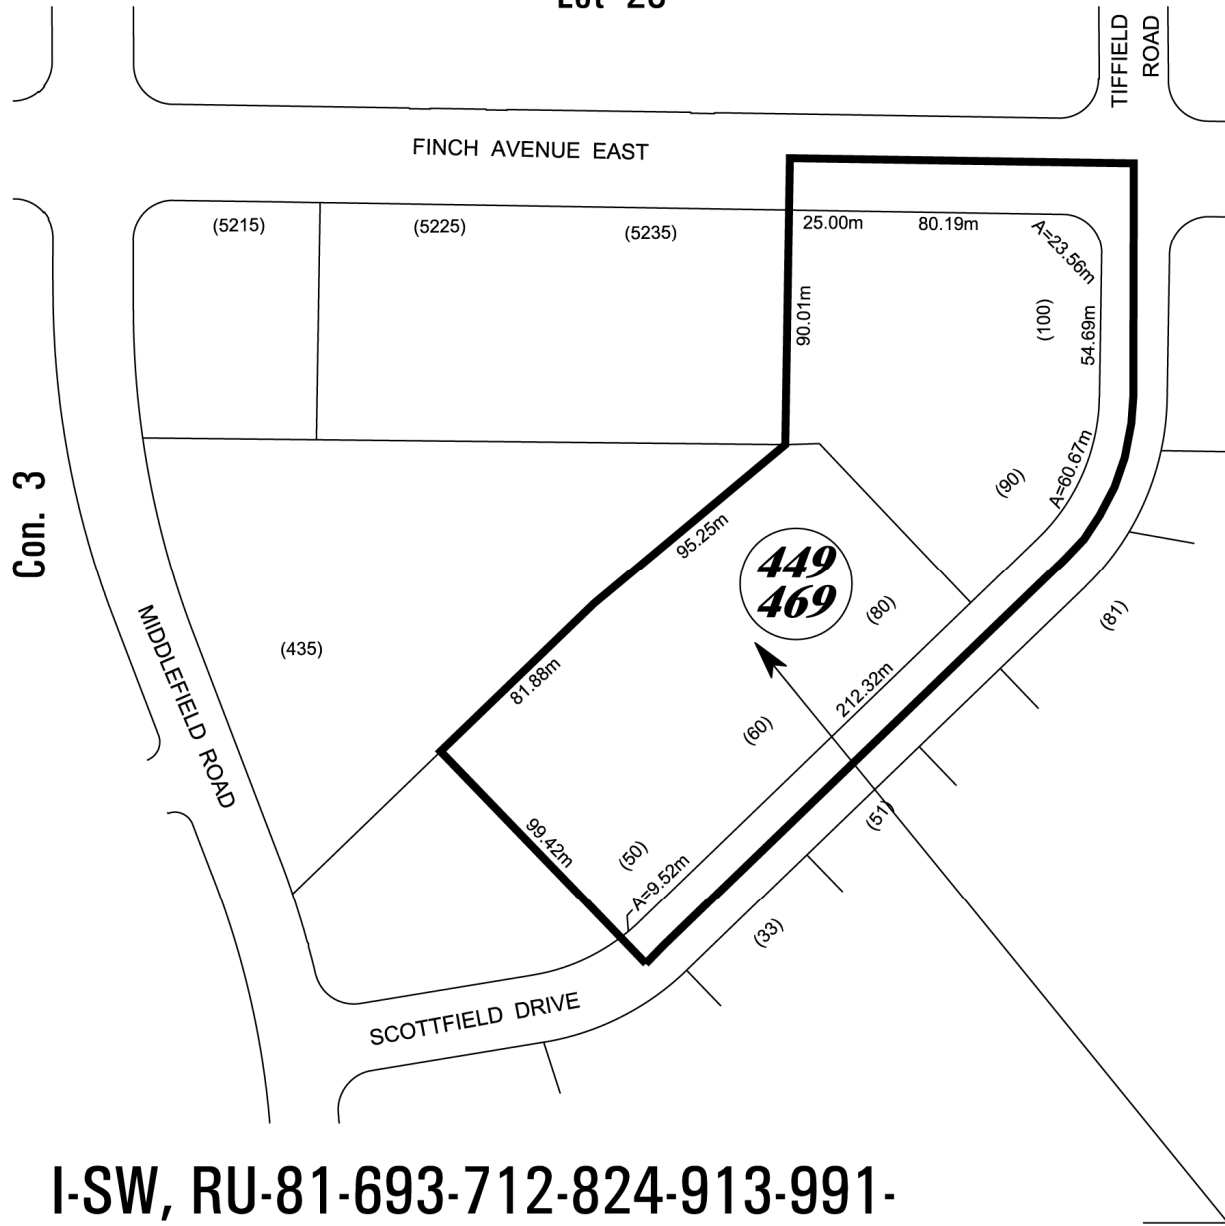 TIFFIELD
ROAD
FINCH AVENUE EAST
(5215)
(5225)
(5235)
25.00m
80.19m
A=23.56m
90.01m
(100)
54.69m
Con. 3
95.25m
(90)
A=60.67m
449
469
(80)
(81)
MIDDLEFIELD ROAD
(435)
81.88m
212.32m
(60)
99.42m
(50)
A=9.52m
(51)
(33)
SCOTTFIELD DRIVE
I-SW, RU-81-693-712-824-913-991-